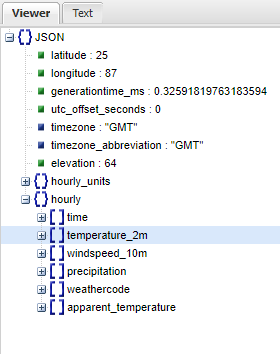 Viewer Text
JSON
latitude : 25
longitude : 87
generationtime_ms : 0.32591819763183594
utc_offset_seconds : 0
timezone : "GMT"
timezone_abbreviation : "GMT"
elevation : 64
hourly_units
hourly
time
temperature_2m
windspeed_10m
precipitation
weathercode
apparent_temperature